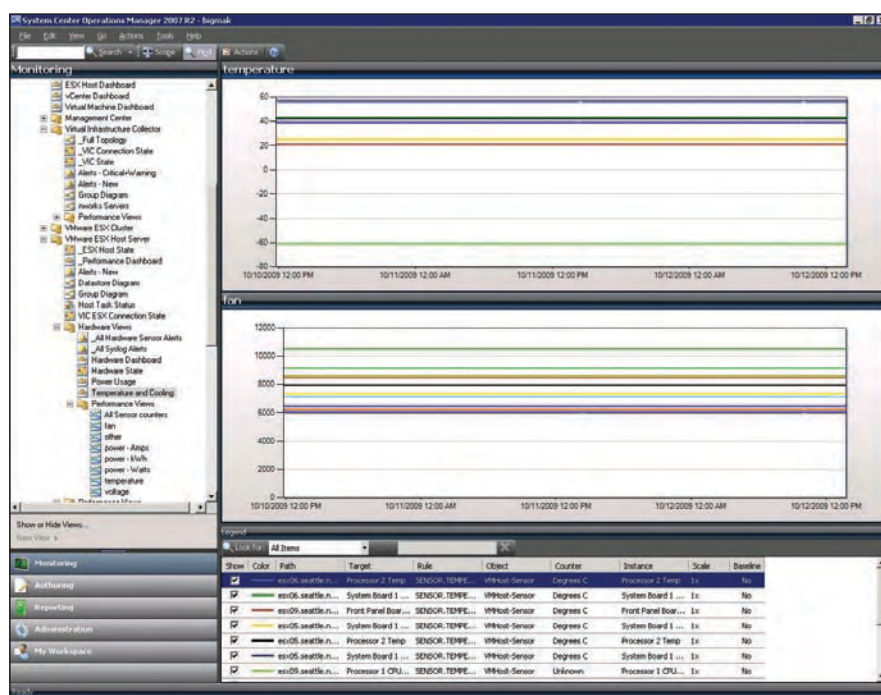 System Center Operations Manager 2007 R2 - bigmak
File Edit View Go Actions Tools Help
Search Scope Find Actions
Monitoring
ESX Host Dashboard
vCenter Dashboard
Virtual Machine Dashboard
Management Center
Virtual Infrastructure Collector
_Full Topology
_VIC Connection State
_VIC State
Alerts - Critical+Warning
Alerts - New
Group Diagram
nworks Servers
Performance Views
VMware ESX Cluster
VMware ESX Host Server
_ESX Host State
_Performance Dashboard
Alerts - New
Datastore Diagram
Group Diagram
Host Task Status
VIC ESX Connection State
Hardware Views
_All Hardware Sensor Alerts
_All Syslog Alerts
Hardware Dashboard
Hardware State
Power Usage
Temperature and Cooling
Performance Views
All Sensor counters
fan
other
power - Amps
power - kWh
power - Watts
temperature
voltage
Performance Views
Show or Hide Views...
New View
Monitoring
Authoring
Reporting
Administration
My Workspace
Ready
temperature
60
40
20
0
-20
-40
-60
-80
10/10/2009 12:00 PM 10/11/2009 12:00 AM 10/11/2009 12:00 PM 10/12/2009 12:00 AM 10/12/2009 12:00 PM
fan
12000
10000
8000
6000
4000
2000
0
10/10/2009 12:00 PM 10/11/2009 12:00 AM 10/11/2009 12:00 PM 10/12/2009 12:00 AM 10/12/2009 12:00 PM
Legend
Look for: All Items
Show Color Path Target Rule Object Counter Instance Scale Baseline
esx06.seattle.n... Processor 2 Temp SENSOR.TEMPE... VMHost-Sensor Degrees C Processor 2 Temp 1x No
esx05.seattle.n... System Board 1 ... SENSOR.TEMPE... VMHost-Sensor Degrees C System Board 1 ... 1x No
esx09.seattle.n... Front Panel Boar... SENSOR.TEMPE... VMHost-Sensor Degrees C Front Panel Boar... 1x No
esx05.seattle.n... System Board 1 ... SENSOR.TEMPE... VMHost-Sensor Degrees C System Board 1 ... 1x No
esx05.seattle.n... Processor 2 Temp SENSOR.TEMPE... VMHost-Sensor Degrees C Processor 2 Temp 1x No
esx06.seattle.n... System Board 1 ... SENSOR.TEMPE... VMHost-Sensor Degrees C System Board 1 ... 1x No
esx09.seattle.n... Processor 1 CPU... SENSOR.TEMPE... VMHost-Sensor Unknown Processor 1 CPU... 1x No